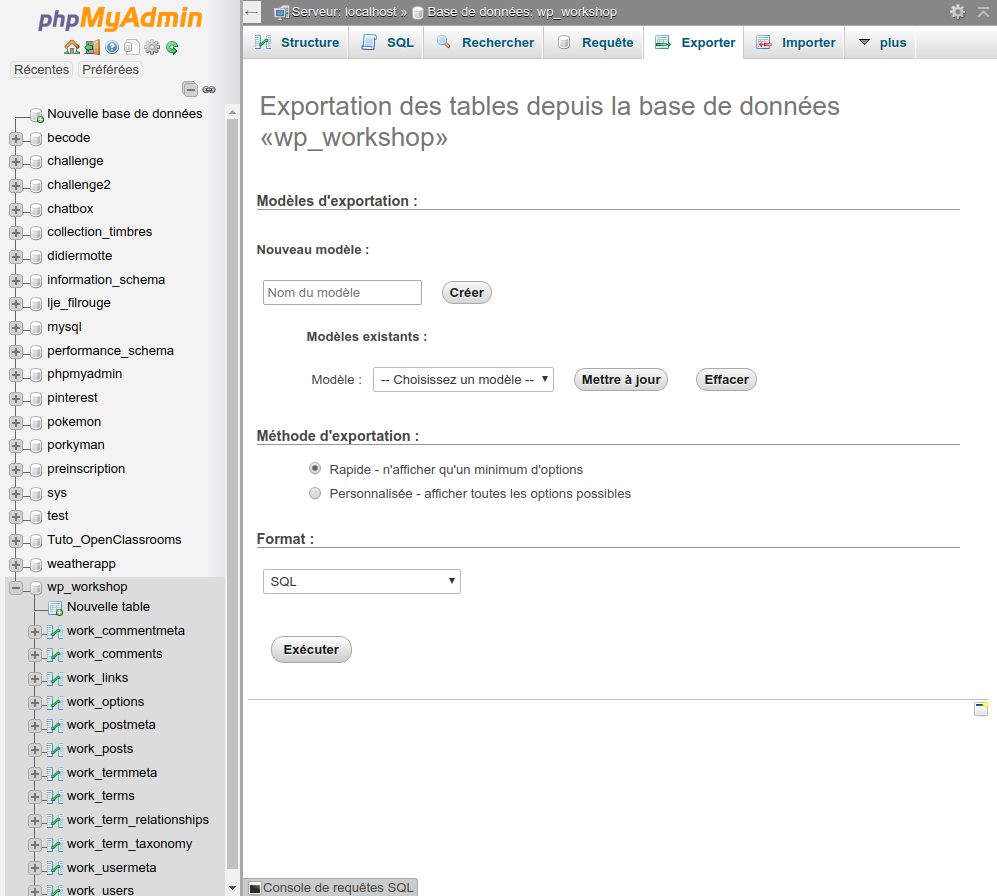 phpMyAdmin
Récentes Préférées
Nouvelle base de données
becode
challenge
challenge2
chatbox
collection_timbres
didiermotte
information_schema
lje_filrouge
mysql
performance_schema
phpmyadmin
pinterest
pokemon
porkyman
preinscription
sys
test
Tuto_OpenClassrooms
weatherapp
wp_workshop
Nouvelle table
work_commentmeta
work_comments
work_links
work_options
work_postmeta
work_posts
work_termmeta
work_terms
work_term_relationships
work_term_taxonomy
work_usermeta
work_users
Serveur: localhost » Base de données: wp_workshop
Structure SQL Rechercher Requête Exporter Importer plus
Exportation des tables depuis la base de données
«wp_workshop»
Modèles d'exportation :
Nouveau modèle :
Nom du modèle Créer
Modèles existants :
Modèle : -- Choisissez un modèle -- Mettre à jour Effacer
Méthode d'exportation :
Rapide - n'afficher qu'un minimum d'options
Personnalisée - afficher toutes les options possibles
Format :
SQL
Exécuter
Console de requêtes SQL